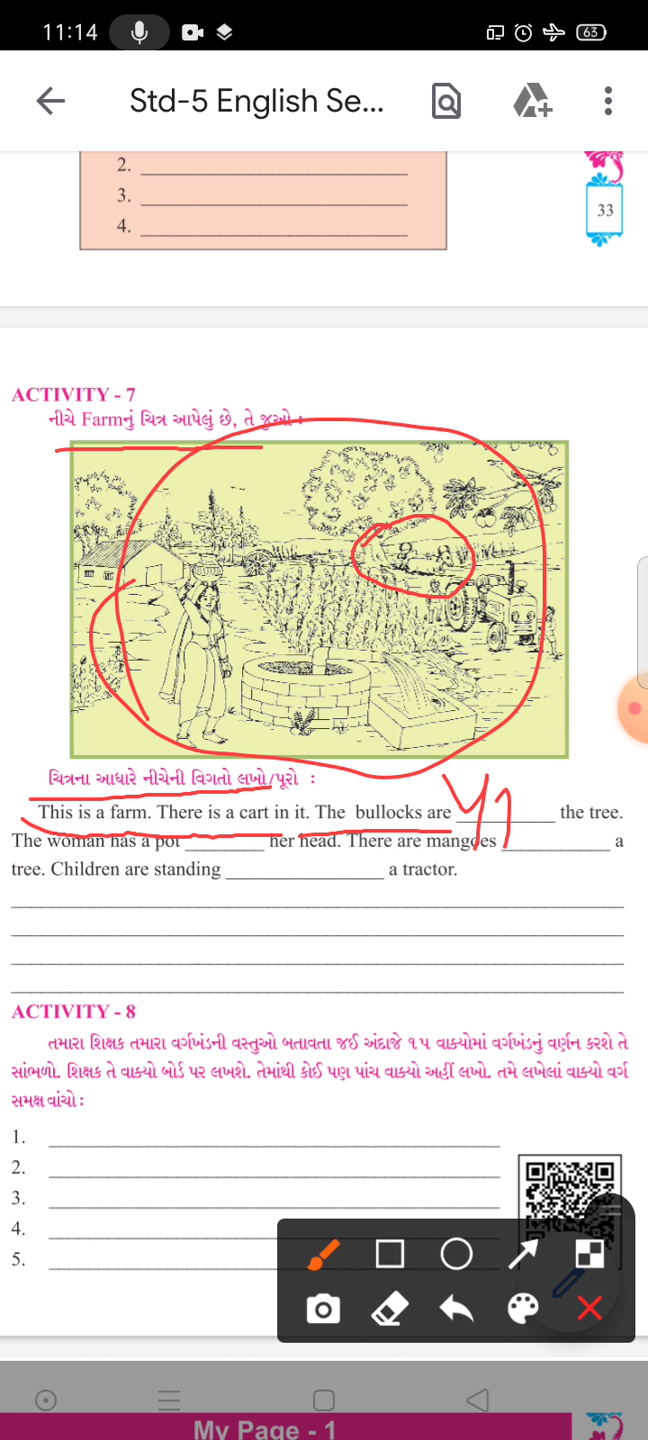 11:14
63
Std-5 English Se...
2.
3.
4.
33
ACTIVITY - 7
નીચે Farmનું ચિત્ર આપેલું છે, તે જુઓ :
ચિત્રના આધારે નીચેની વિગતો લખો/પૂરો :
This is a farm. There is a cart in it. The bullocks are __________ the tree.
The woman has a pot ________ her head. There are mangoes ___________ a
tree. Children are standing ________________ a tractor.
ACTIVITY - 8
તમારા શિક્ષક તમારા વર્ગખંડની વસ્તુઓ બતાવતા જઈ અંદાજે ૧૫ વાક્યોમાં વર્ગખંડનું વર્ણન કરશે તે
સાંભળો. શિક્ષક તે વાક્યો બોર્ડ પર લખશે. તેમાંથી કોઈ પણ પાંચ વાક્યો અહીં લખો. તમે લખેલાં વાક્યો વર્ગ
સમક્ષ વાંચો :
1.
2.
3.
4.
5.
My Page - 1